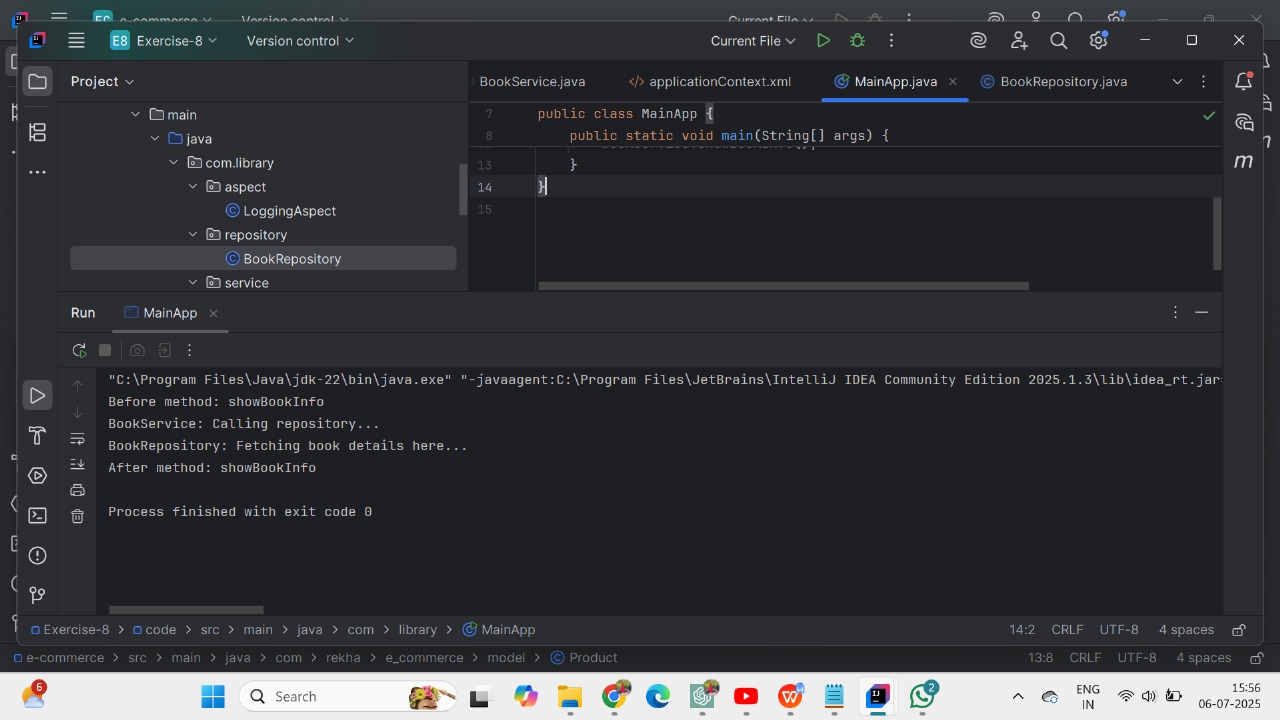 e-commerce Version control Current File
E8 Exercise-8 Version control Current File
Project
BookService.java applicationContext.xml MainApp.java BookRepository.java
main
java
com.library
aspect
LoggingAspect
repository
BookRepository
service
7 public class MainApp {
8 public static void main(String[] args) {
13 }
14 }
15
Run MainApp
"C:\Program Files\Java\jdk-22\bin\java.exe" "-javaagent:C:\Program Files\JetBrains\IntelliJ IDEA Community Edition 2025.1.3\lib\idea_rt.jar
Before method: showBookInfo
BookService: Calling repository...
BookRepository: Fetching book details here...
After method: showBookInfo
Process finished with exit code 0
Exercise-8 > code > src > main > java > com > library > MainApp 14:2 CRLF UTF-8 4 spaces
e-commerce > src > main > java > com > rekha > e_commerce > model > Product 13:8 CRLF UTF-8 4 spaces
6 Search 2 ENG 15:56
IN 06-07-2025